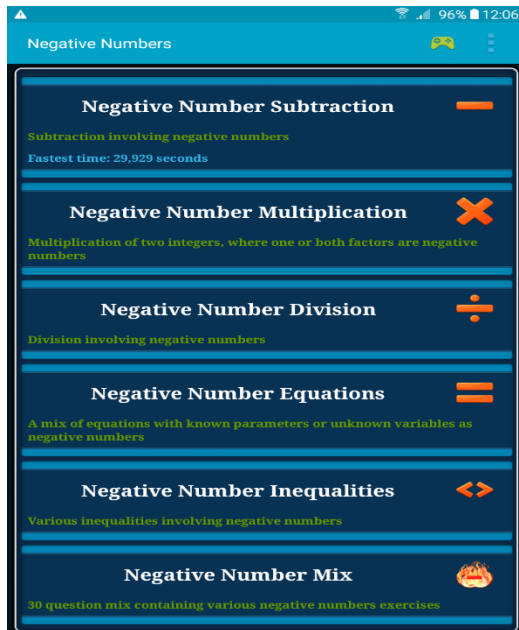 96% 12:06
Negative Numbers
Negative Number Subtraction
Subtraction involving negative numbers
Fastest time: 29,929 seconds
Negative Number Multiplication
Multiplication of two integers, where one or both factors are negative
numbers
Negative Number Division
Division involving negative numbers
Negative Number Equations
A mix of equations with known parameters or unknown variables as
negative numbers
Negative Number Inequalities
Various inequalities involving negative numbers
Negative Number Mix
30 question mix containing various negative numbers exercises